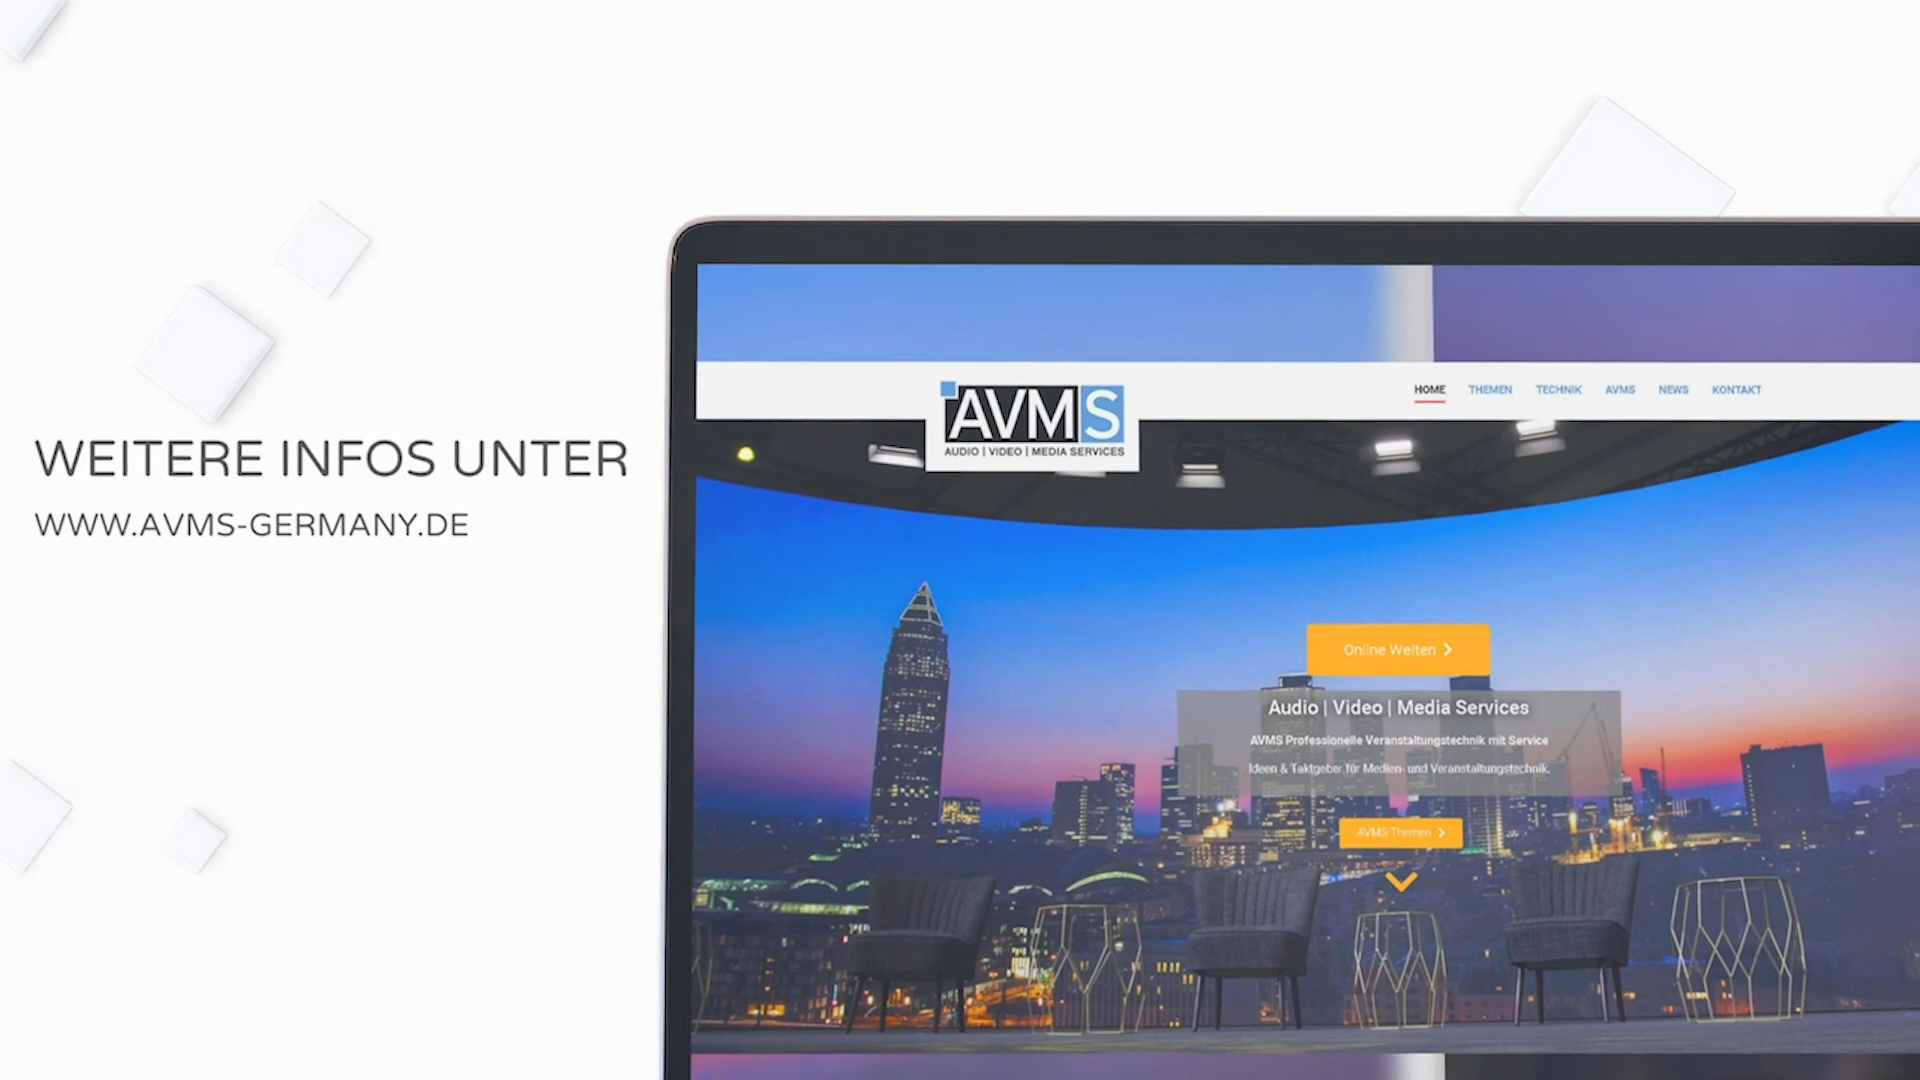 WEITERE INFOS UNTER
WWW.AVMS-GERMANY.DE
AVMS
AUDIO | VIDEO | MEDIA SERVICES
HOME THEMEN TECHNIK AVMS NEWS KONTAKT
Online Welten
Audio | Video | Media Services
AVMS Professionelle Veranstaltungstechnik mit Service
Ideen & Taktgeber für Medien- und Veranstaltungstechnik.
AVMS Themen